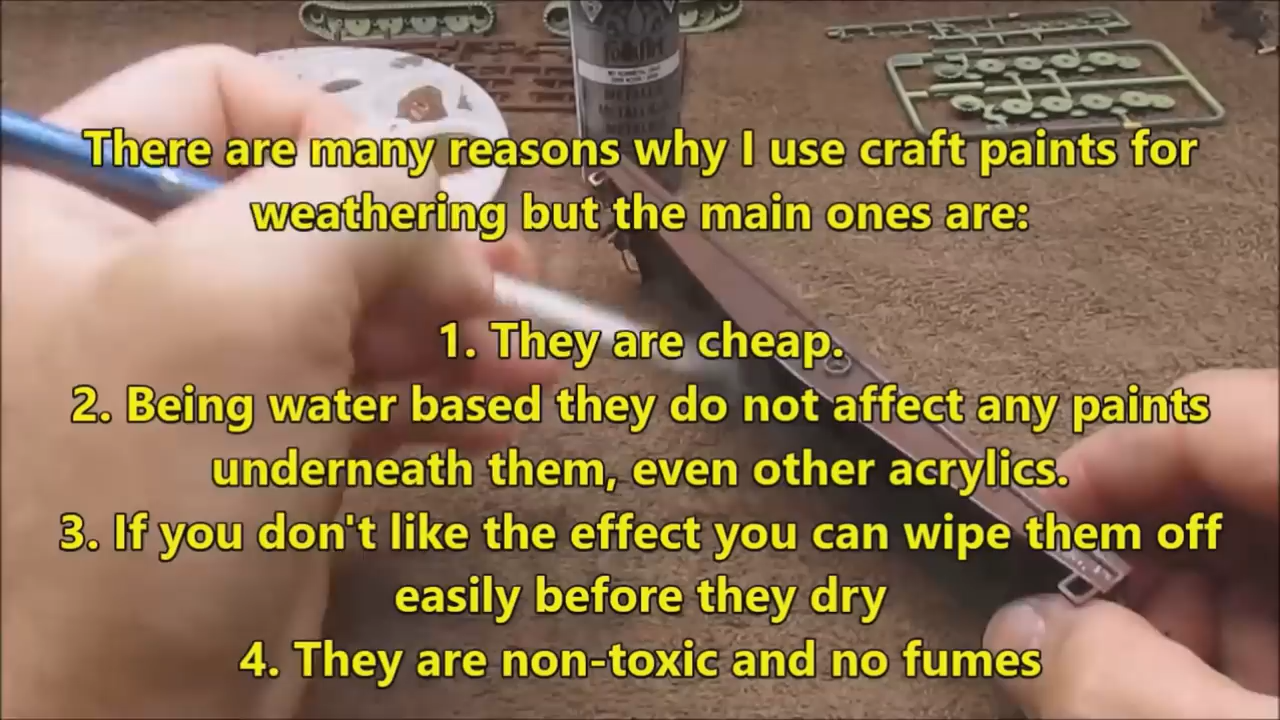 There are many reasons why I use craft paints for
weathering but the main ones are:
1. They are cheap.
2. Being water based they do not affect any paints
underneath them, even other acrylics.
3. If you don't like the effect you can wipe them off
easily before they dry
4. They are non-toxic and no fumes